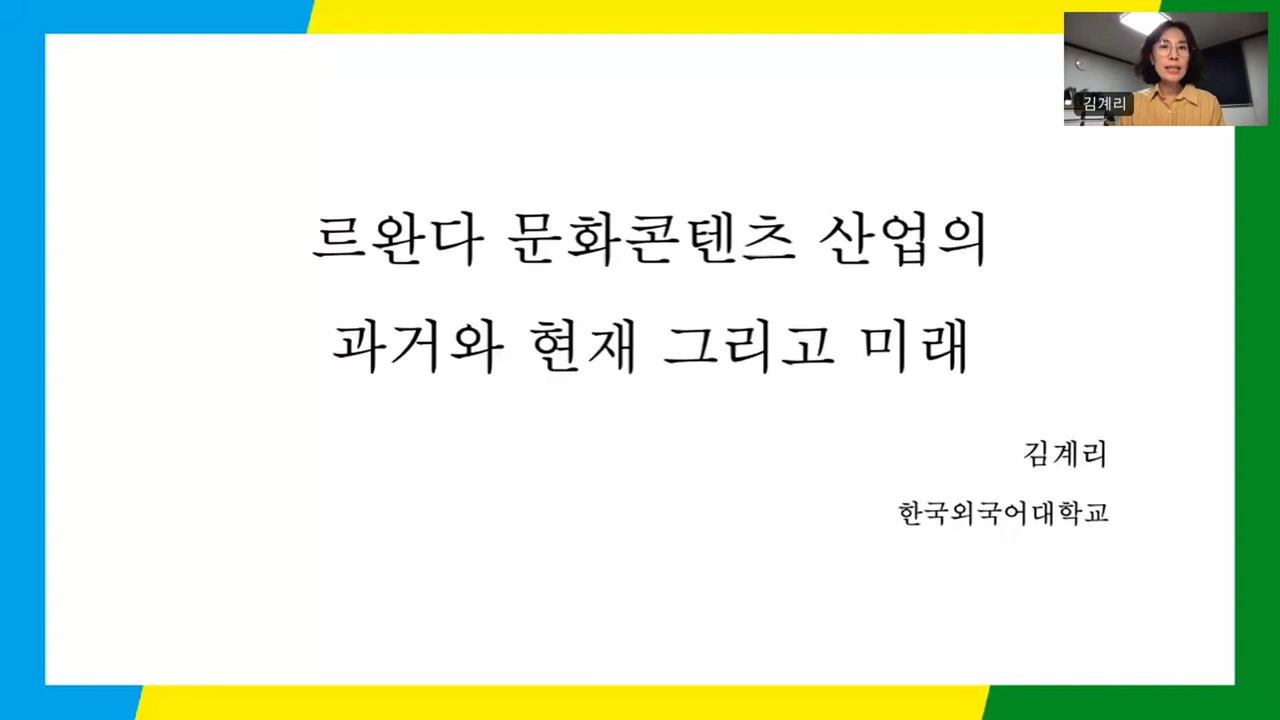 김계리
르완다 문화콘텐츠 산업의
과거와 현재 그리고 미래
김계리
한국외국어대학교